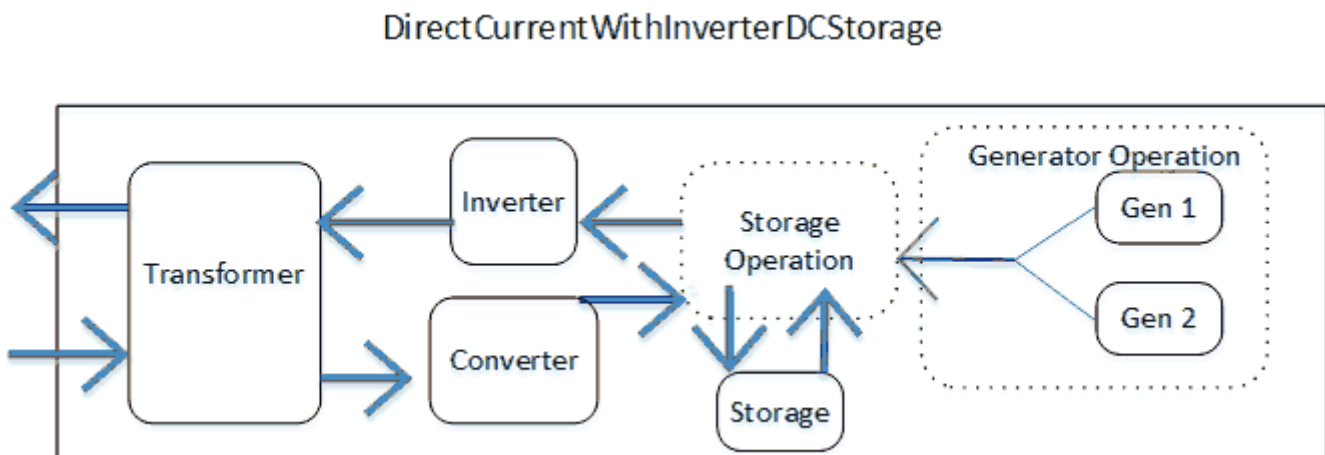 DirectCurrentWithInverterDCStorage
Generator Operation
Inverter
Gen 1
Storage
Operation
Transformer
Gen 2
Converter
Storage